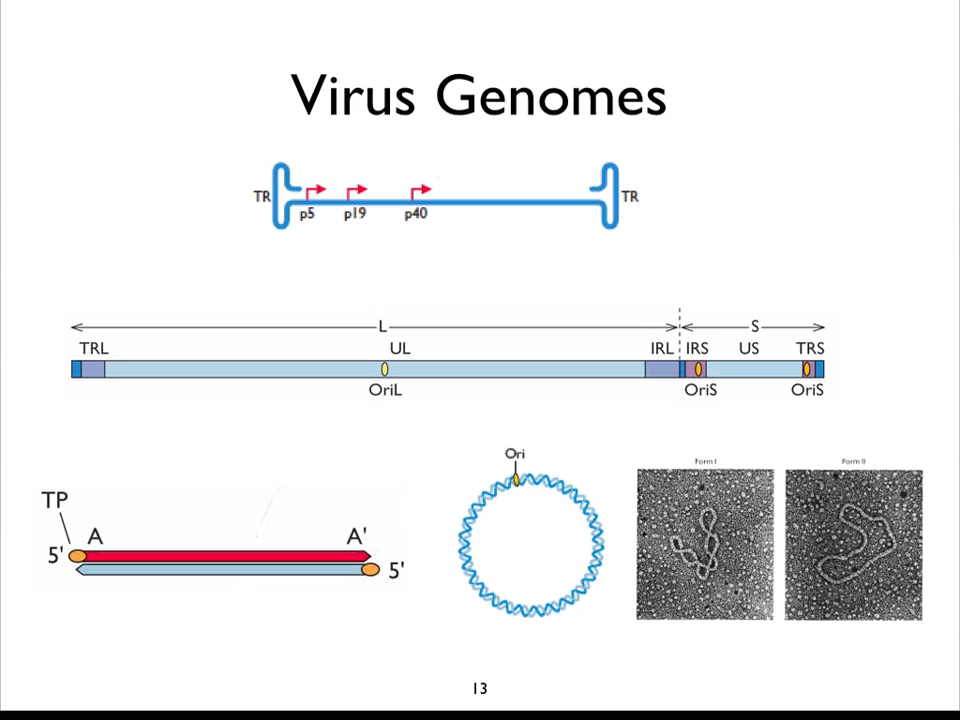 Virus Genomes
TR TR
p5 p19 p40
L S
TRL UL IRL IRS US TRS
OriL OriS OriS
Ori
Form I Form II
TP
A A'
5'
5'
13